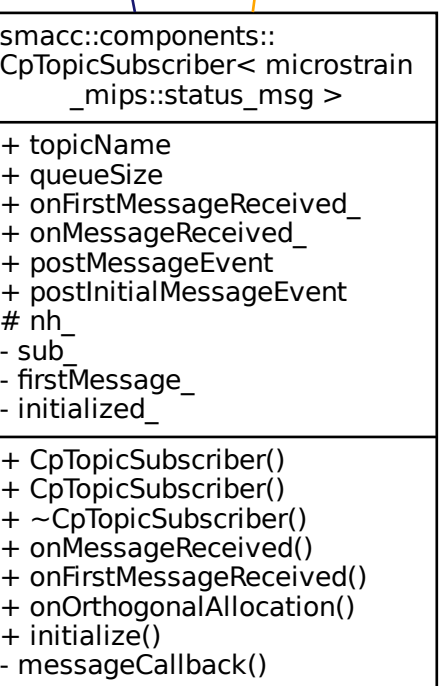 smacc::components::
CpTopicSubscriber< microstrain
_mips::status_msg >
+ topicName
+ queueSize
+ onFirstMessageReceived_
+ onMessageReceived_
+ postMessageEvent
+ postInitialMessageEvent
# nh_
- sub_
- firstMessage_
- initialized_
+ CpTopicSubscriber()
+ CpTopicSubscriber()
+ ~CpTopicSubscriber()
+ onMessageReceived()
+ onFirstMessageReceived()
+ onOrthogonalAllocation()
+ initialize()
- messageCallback()